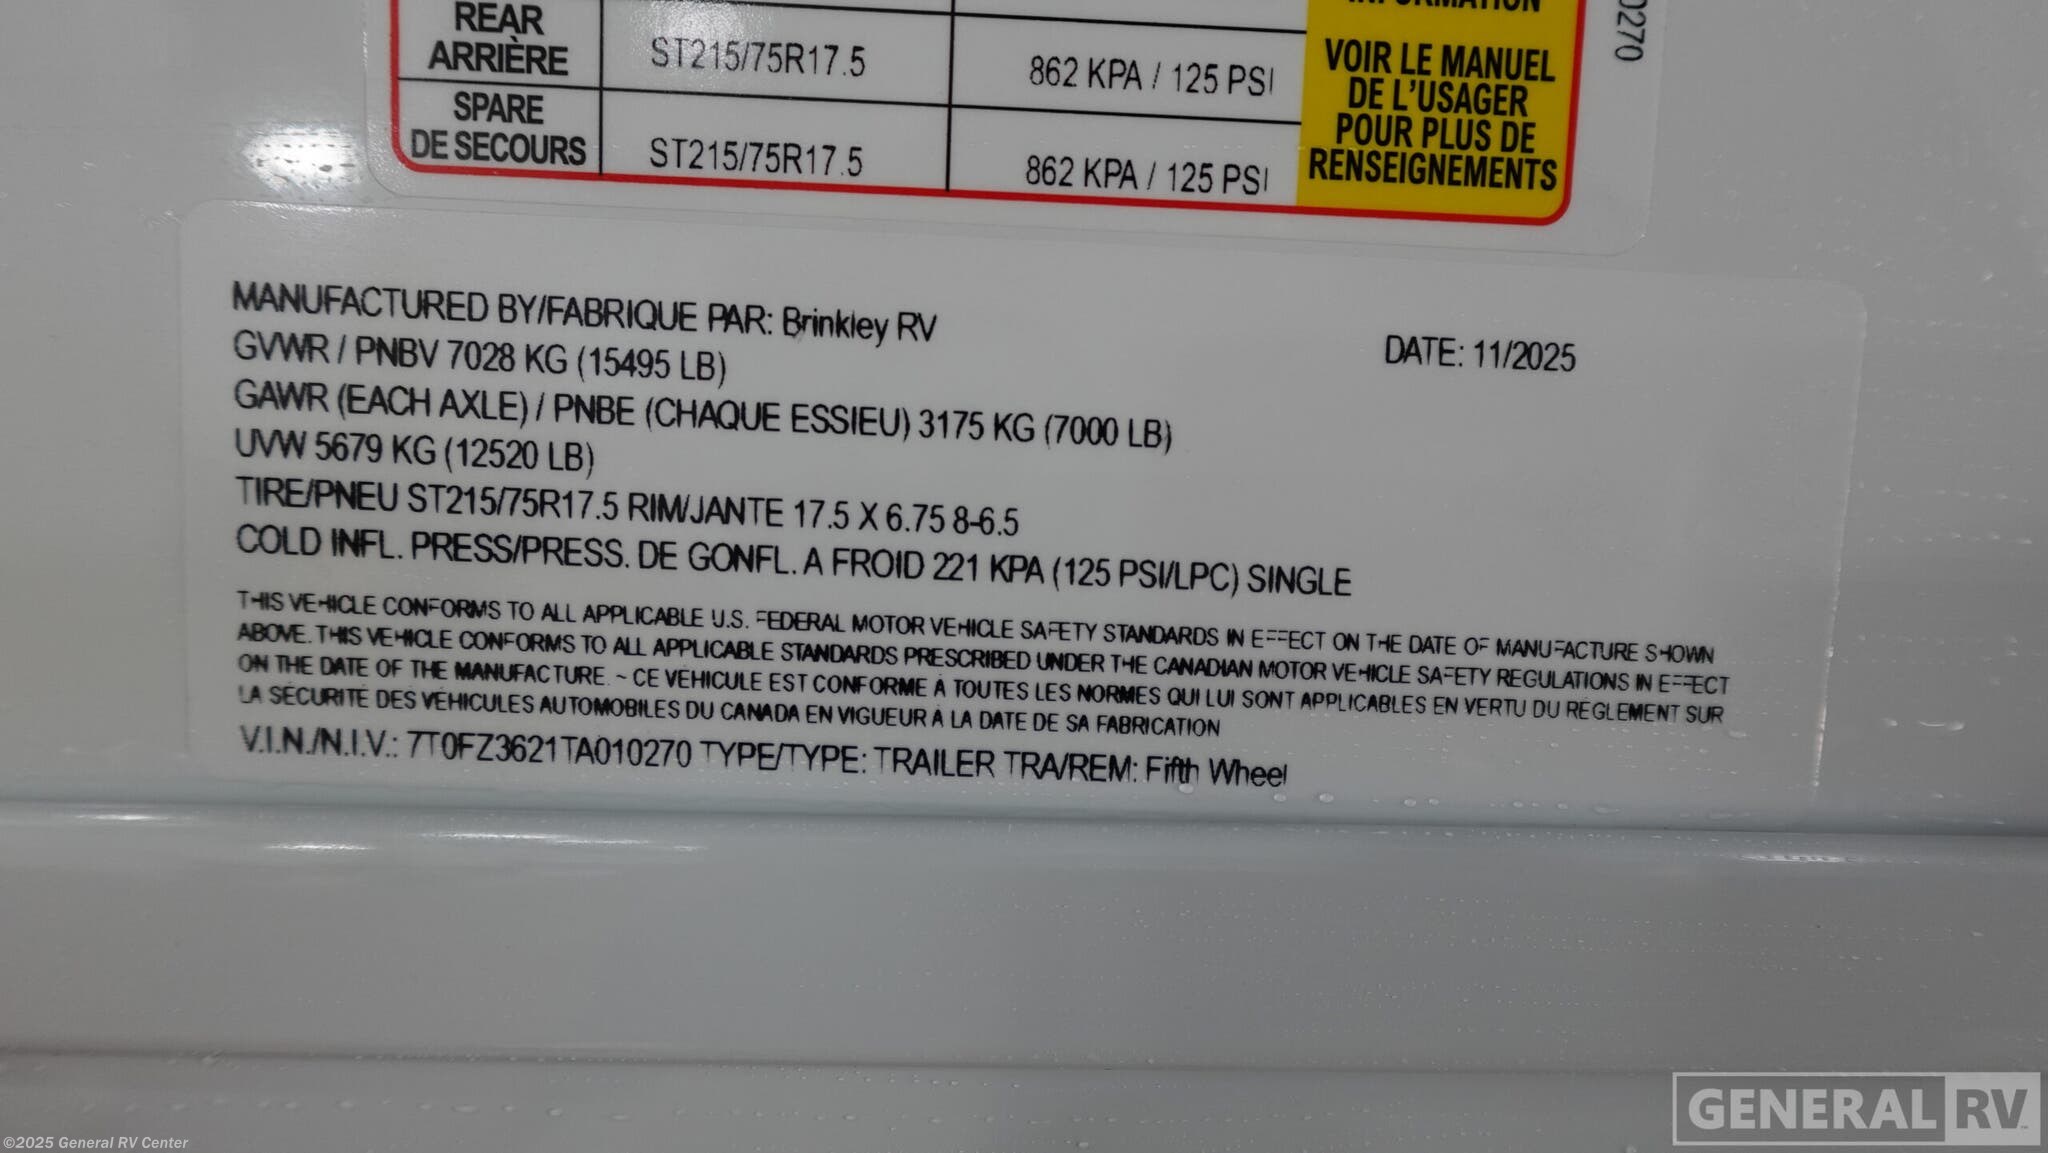 INFORMATION
REAR
ARRIÈRE
ST215/75R17.5
862 KPA / 125 PSI
VOIR LE MANUEL
DE L'USAGER
POUR PLUS DE
RENSEIGNEMENTS
SPARE
DE SECOURS
ST215/75R17.5
862 KPA / 125 PSI
0270
MANUFACTURED BY/FABRIQUE PAR: Brinkley RV
DATE: 11/2025
GVWR / PNBV 7028 KG (15495 LB)
GAWR (EACH AXLE) / PNBE (CHAQUE ESSIEU) 3175 KG (7000 LB)
UVW 5679 KG (12520 LB)
TIRE/PNEU ST215/75R17.5 RIM/JANTE 17.5 X 6.75 8-6.5
COLD INFL. PRESS/PRESS. DE GONFL. A FROID 221 KPA (125 PSI/LPC) SINGLE
THIS VEHICLE CONFORMS TO ALL APPLICABLE U.S. FEDERAL MOTOR VEHICLE SAFETY STANDARDS IN EFFECT ON THE DATE OF MANUFACTURE SHOWN
ABOVE. THIS VEHICLE CONFORMS TO ALL APPLICABLE STANDARDS PRESCRIBED UNDER THE CANADIAN MOTOR VEHICLE SAFETY REGULATIONS IN EFFECT
ON THE DATE OF THE MANUFACTURE. ~ CE VÉHICULE EST CONFORME À TOUTES LES NORMES QUI LUI SONT APPLICABLES EN VERTU DU RÈGLEMENT SUR
LA SÉCURITÉ DES VÉHICULES AUTOMOBILES DU CANADA EN VIGUEUR À LA DATE DE SA FABRICATION
V.I.N./N.I.V.: 7T0FZ3621TA010270 TYPE/TYPE: TRAILER TRA/REM: Fifth Wheel
GENERAL RV
©2025 General RV Center